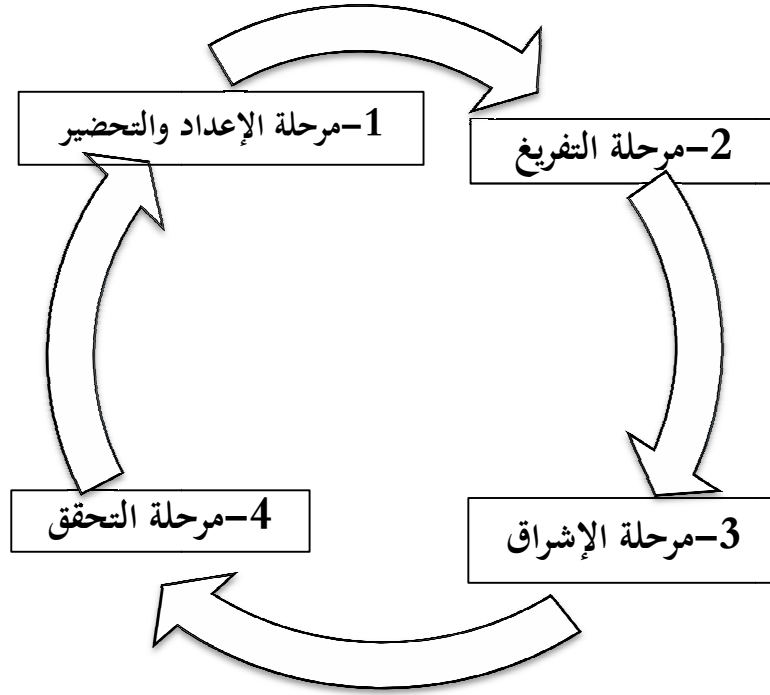 1-مرحلة الإعداد والتحضير
2-مرحلة التفريغ
3-مرحلة الإشراق
4-مرحلة التحقق